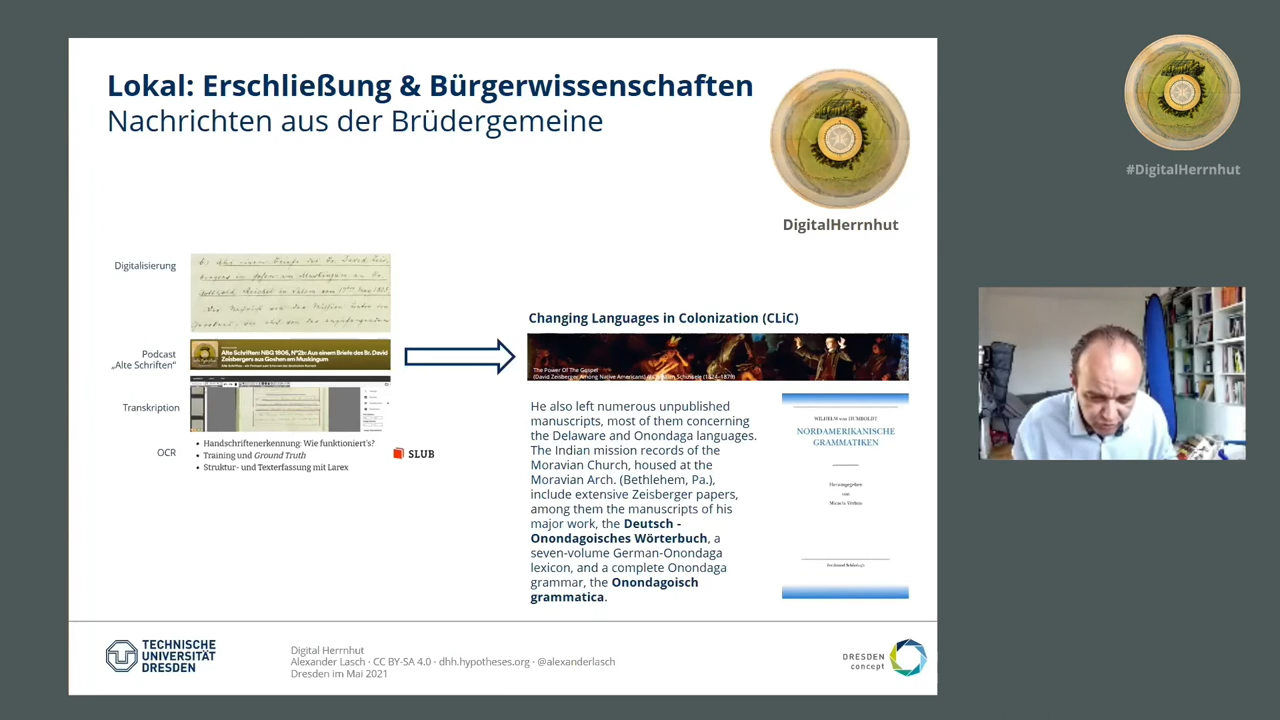 Lokal: Erschließung & Bürgerwissenschaften
Nachrichten aus der Brüdergemeine
DigitalHerrnhut
#DigitalHerrnhut
Digitalisierung
Podcast
„Alte Schriften“
Alte Schriften: NBG 1806, N°2b: Aus einem Briefe des Br. David
Zeisbergers aus Goshen am Muskingum
Transkription
OCR
• Handschriftenerkennung: Wie funktioniert's?
• Training und Ground Truth
• Struktur- und Texterfassung mit Larex
SLUB
Changing Languages in Colonization (CLiC)
The Power Of The Gospel
He also left numerous unpublished
manuscripts, most of them concerning
the Delaware and Onondaga languages.
The Indian mission records of the
Moravian Church, housed at the
Moravian Arch. (Bethlehem, Pa.),
include extensive Zeisberger papers,
among them the manuscripts of his
major work, the Deutsch -
Onondagoisches Wörterbuch, a
seven-volume German-Onondaga
lexicon, and a complete Onondaga
grammar, the Onondagoisch
grammatica.
WILHELM von HUMBOLDT
NORDAMERIKANISCHE
GRAMMATIKEN
Herausgegeben
von
TECHNISCHE
UNIVERSITÄT
DRESDEN
Digital Herrnhut
Alexander Lasch · CC BY-SA 4.0 · dhh.hypotheses.org · @alexanderlasch
Dresden im Mai 2021
DRESDEN
concept